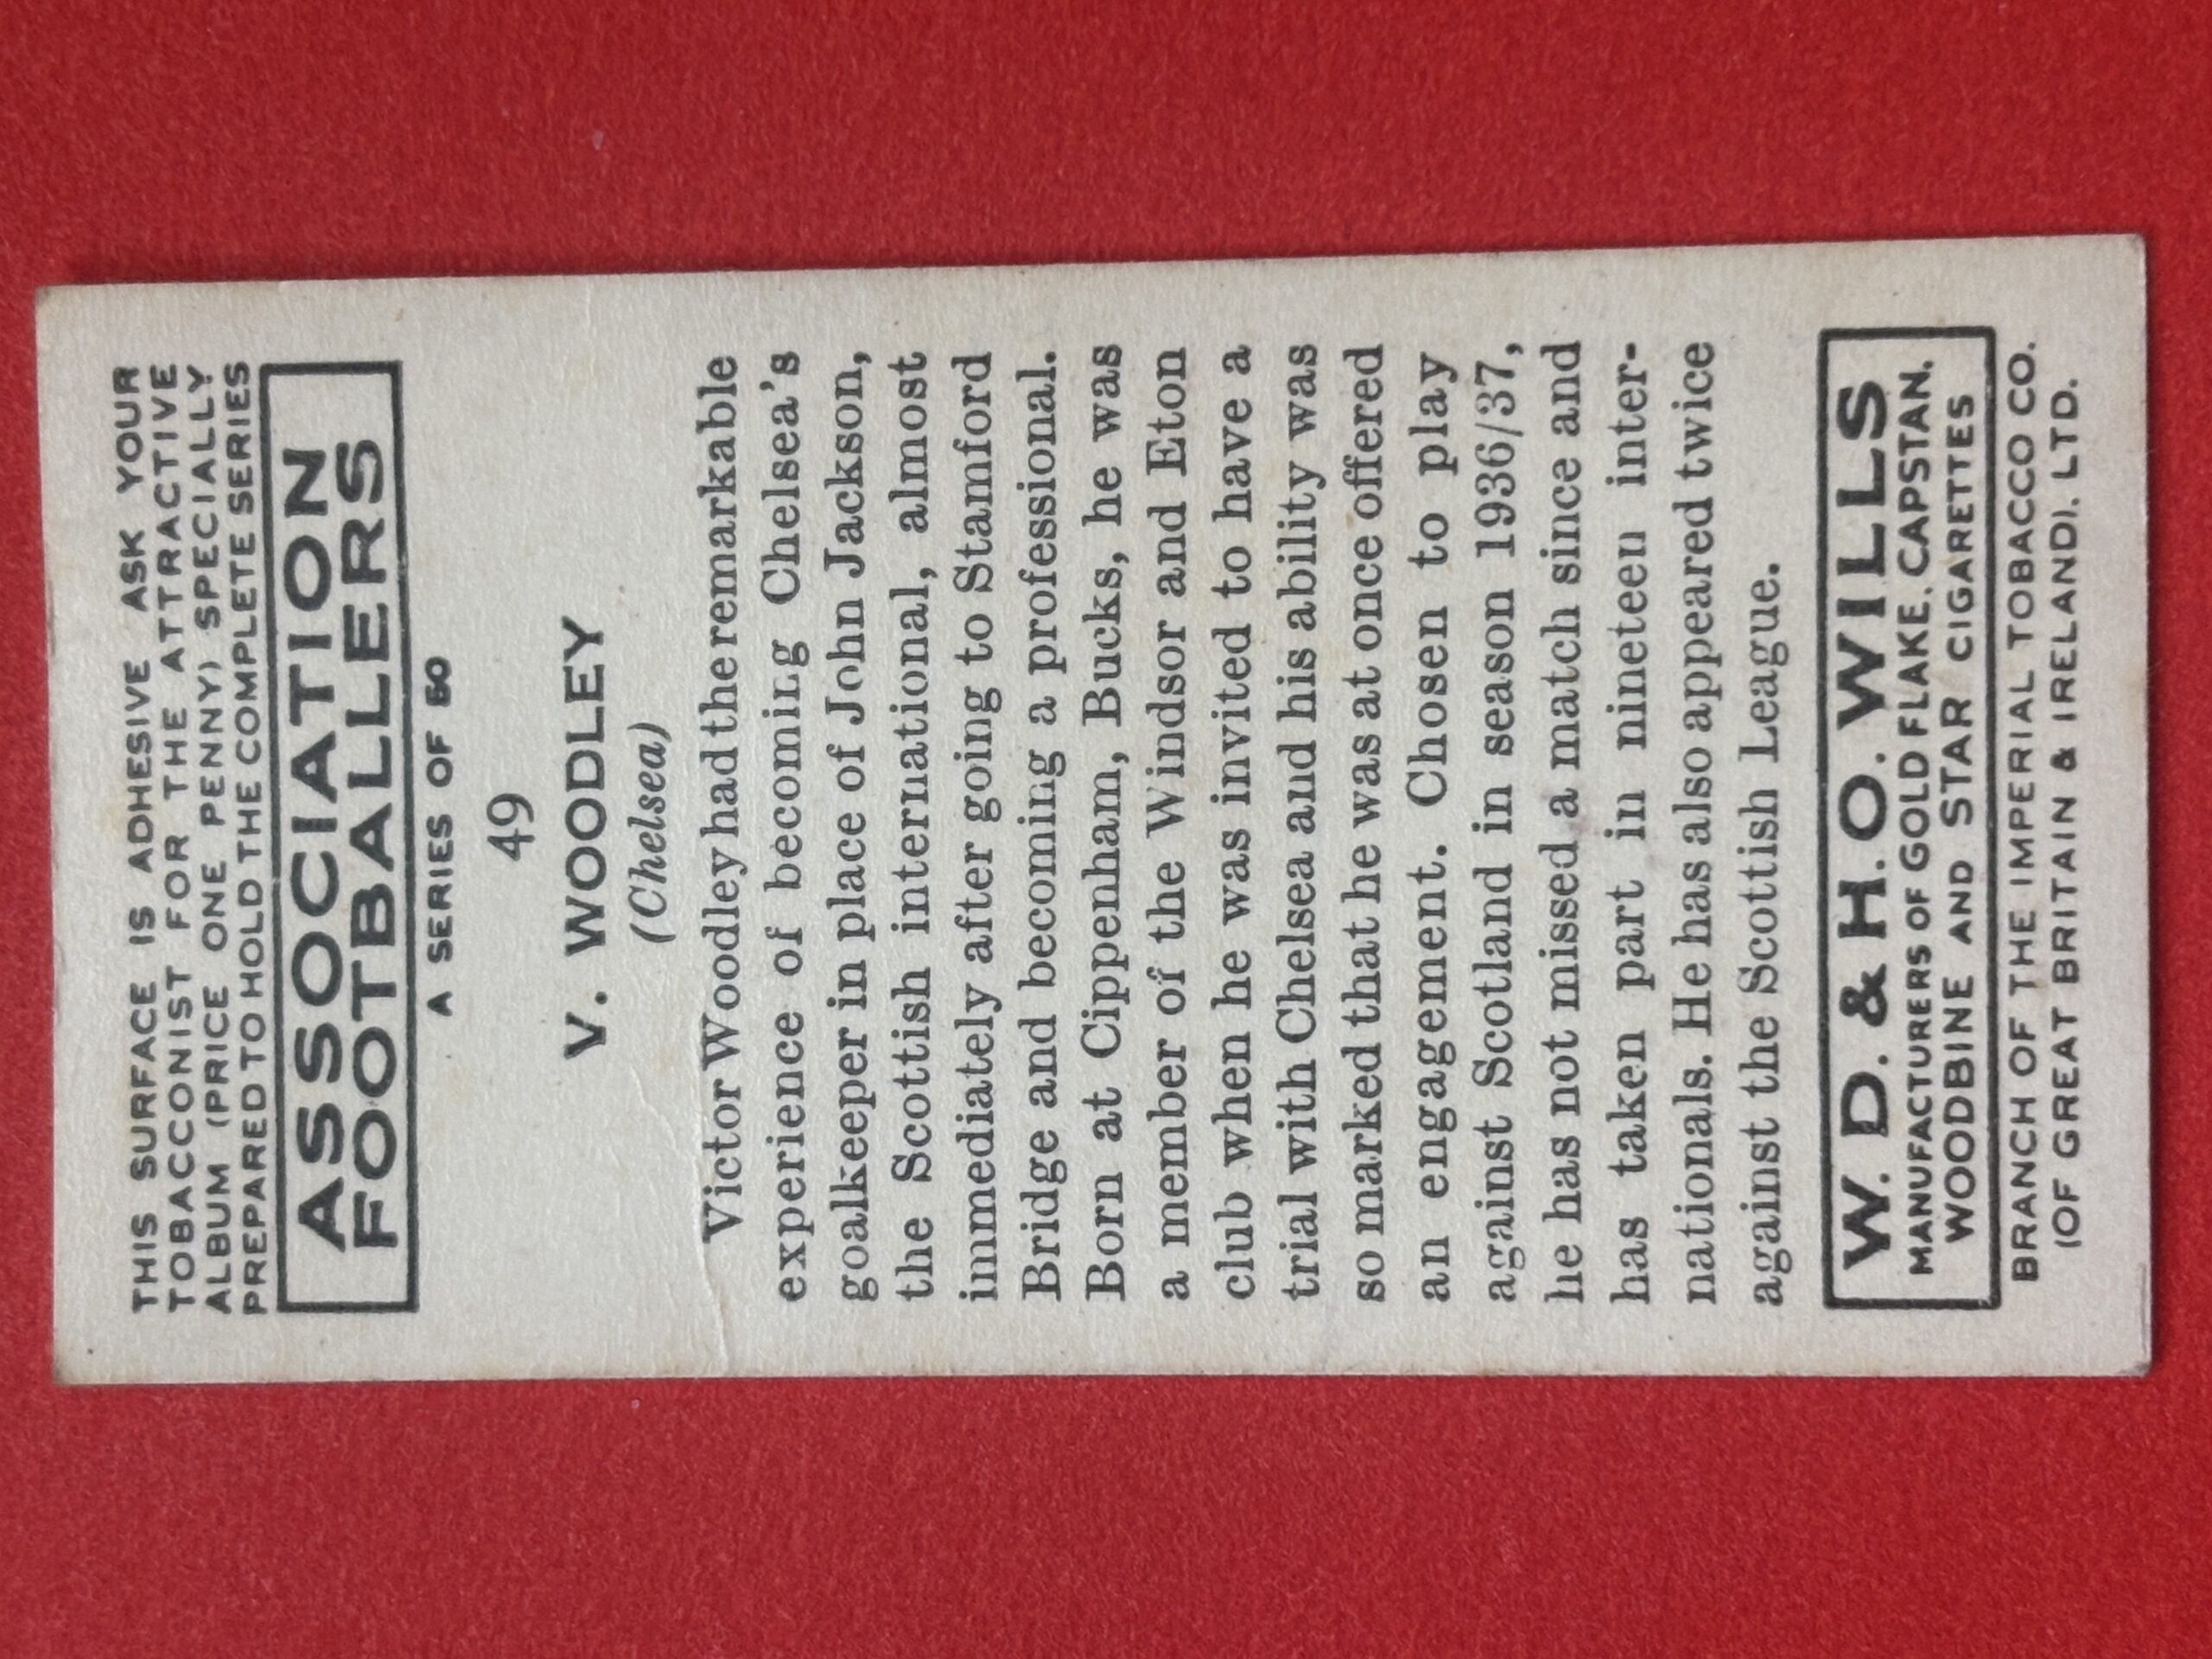 THIS SURFACE IS ADHESIVE ASK YOUR
TOBACCONIST FOR THE ATTRACTIVE
ALBUM (PRICE ONE PENNY) SPECIALLY
PREPARED TO HOLD THE COMPLETE SERIES
ASSOCIATION
FOOTBALLERS
A SERIES OF 50
49
V. WOODLEY
(Chelsea)
Victor Woodley had the remarkable
experience of becoming Chelsea's
goalkeeper in place of John Jackson,
the Scottish international, almost
immediately after going to Stamford
Bridge and becoming a professional.
Born at Cippenham, Bucks, he was
a member of the Windsor and Eton
club when he was invited to have a
trial with Chelsea and his ability was
so marked that he was at once offered
an engagement. Chosen to play
against Scotland in season 1936/37,
he has not missed a match since and
has taken part in nineteen inter-
nationals. He has also appeared twice
against the Scottish League.
W. D. & H. O. WILLS
MANUFACTURERS OF GOLD FLAKE, CAPSTAN,
WOODBINE AND STAR CIGARETTES
BRANCH OF THE IMPERIAL TOBACCO CO.
(OF GREAT BRITAIN & IRELAND), LTD.